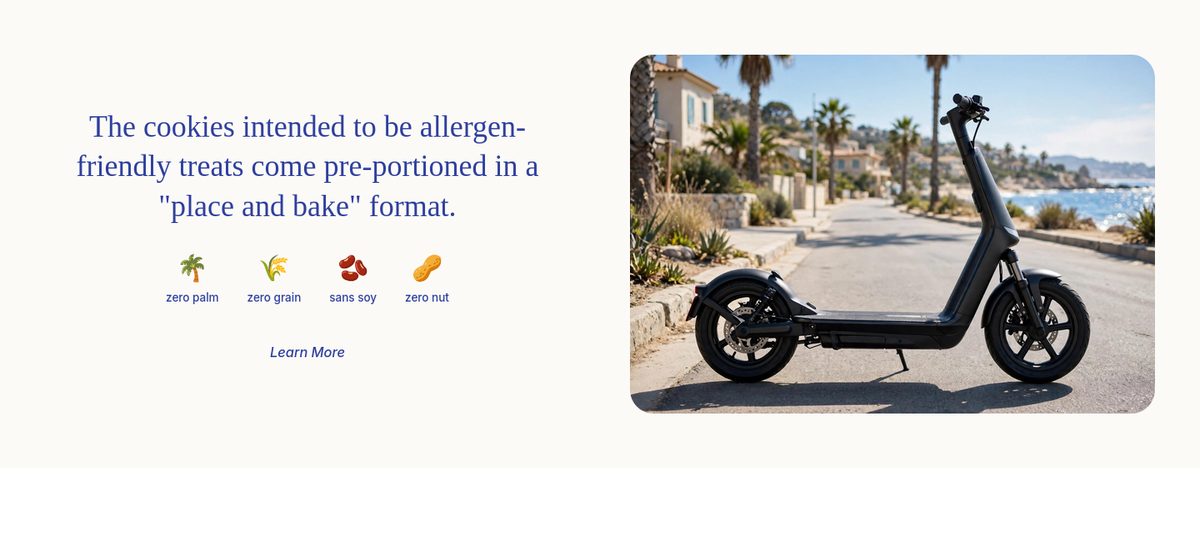 The cookies intended to be allergen-
friendly treats come pre-portioned in a
"place and bake" format.
zero palm
zero grain
sans soy
zero nut
Learn More